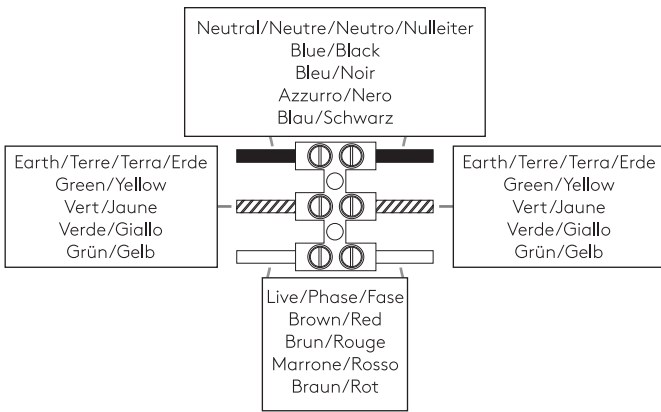 Neutral/Neutre/Neutro/Nulleiter
Blue/Black
Bleu/Noir
Azzurro/Nero
Blau/Schwarz
Earth/Terre/Terra/Erde
Green/Yellow
Vert/Jaune
Verde/Giallo
Grün/Gelb
Earth/Terre/Terra/Erde
Green/Yellow
Vert/Jaune
Verde/Giallo
Grün/Gelb
Live/Phase/Fase
Brown/Red
Brun/Rouge
Marrone/Rosso
Braun/Rot